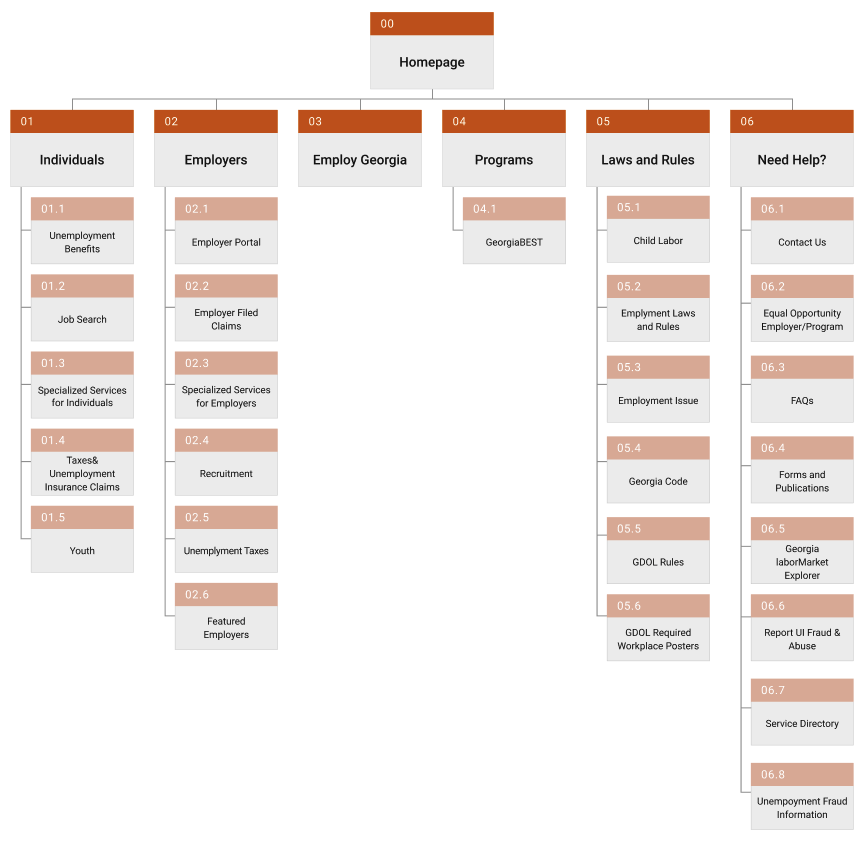 00
Homepage
01
Individuals
01.1
Unemployment
Benefits
01.2
Job Search
01.3
Specialized Services
for Individuals
01.4
Taxes&
Unemployment
Insurance Claims
01.5
Youth
02
Employers
02.1
Employer Portal
02.2
Employer Filed
Claims
02.3
Specialized Services
for Employers
02.4
Recruitment
02.5
Unemplyment Taxes
02.6
Featured
Employers
03
Employ Georgia
04
Programs
04.1
GeorgiaBEST
05
Laws and Rules
05.1
Child Labor
05.2
Emplyment Laws
and Rules
05.3
Employment Issue
05.4
Georgia Code
05.5
GDOL Rules
05.6
GDOL Required
Workplace Posters
06
Need Help?
06.1
Contact Us
06.2
Equal Opportunity
Employer/Program
06.3
FAQs
06.4
Forms and
Publications
06.5
Georgia
laborMarket
Explorer
06.6
Report UI Fraud &
Abuse
06.7
Service Directory
06.8
Unempoyment Fraud
Information